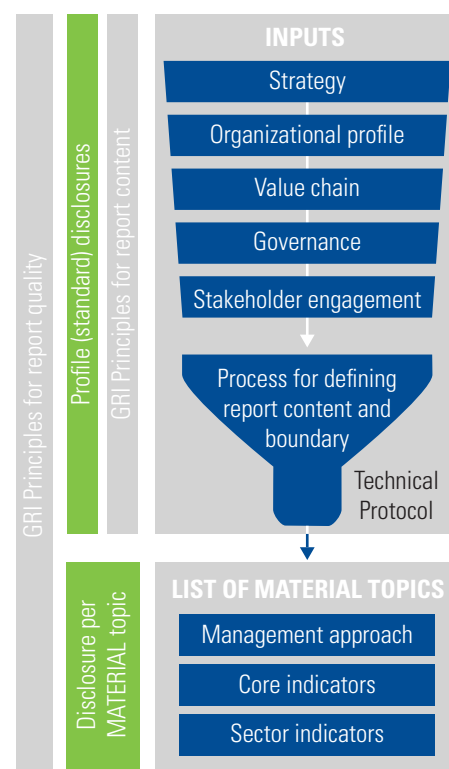 GRI Principles for report quality
Profile (standard) disclosures
GRI Principles for report content
INPUTS
Strategy
Organizational profile
Value chain
Governance
Stakeholder engagement
Process for defining
report content and
boundary
Technical
Protocol
Disclosure per
MATERIAL topic
LIST OF MATERIAL TOPICS
Management approach
Core indicators
Sector indicators